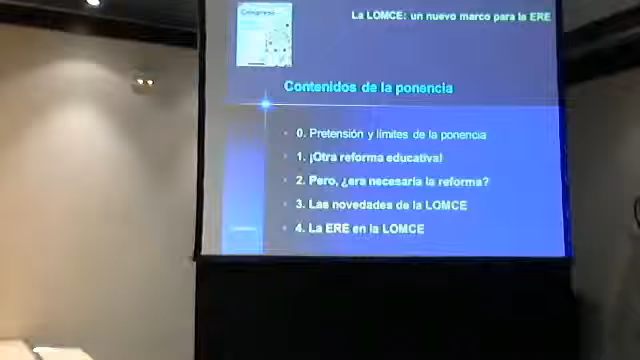 Congreso
La LOMCE: un nuevo marco para la ERE
Contenidos de la ponencia
0. Pretensión y límites de la ponencia
1. ¡Otra reforma educativa!
2. Pero, ¿era necesaria la reforma?
3. Las novedades de la LOMCE
4. La ERE en la LOMCE